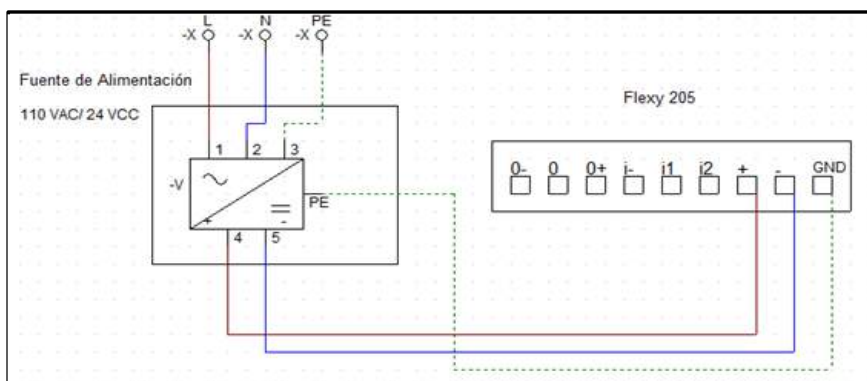 L N PE
-X -X -X
Fuente de Alimentación
110 VAC/ 24 VCC
Flexy 205
1 2 3
0- 0 0+ i- i1 i2 + - GND
-V
PE
+ -
4 5